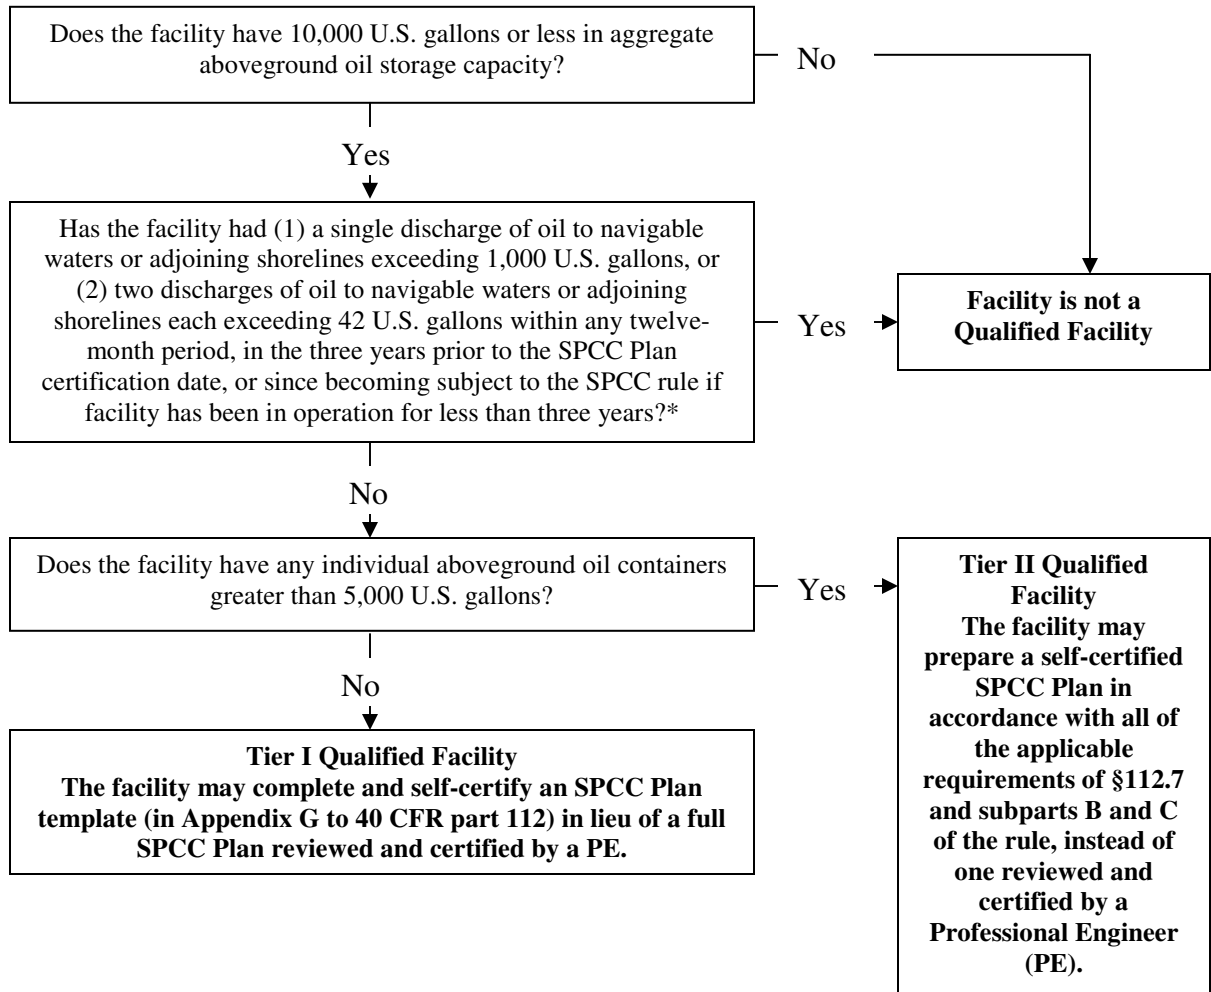 Does the facility have 10,000 U.S. gallons or less in aggregate
aboveground oil storage capacity?
No
Yes
Has the facility had (1) a single discharge of oil to navigable
waters or adjoining shorelines exceeding 1,000 U.S. gallons, or
(2) two discharges of oil to navigable waters or adjoining
shorelines each exceeding 42 U.S. gallons within any twelve-
month period, in the three years prior to the SPCC Plan
certification date, or since becoming subject to the SPCC rule if
facility has been in operation for less than three years?*
Yes
Facility is not a
Qualified Facility
No
Does the facility have any individual aboveground oil containers
greater than 5,000 U.S. gallons?
Yes
Tier II Qualified
Facility
The facility may
prepare a self-certified
SPCC Plan in
accordance with all of
the applicable
requirements of §112.7
and subparts B and C
of the rule, instead of
one reviewed and
certified by a
Professional Engineer
(PE).
No
Tier I Qualified Facility
The facility may complete and self-certify an SPCC Plan
template (in Appendix G to 40 CFR part 112) in lieu of a full
SPCC Plan reviewed and certified by a PE.